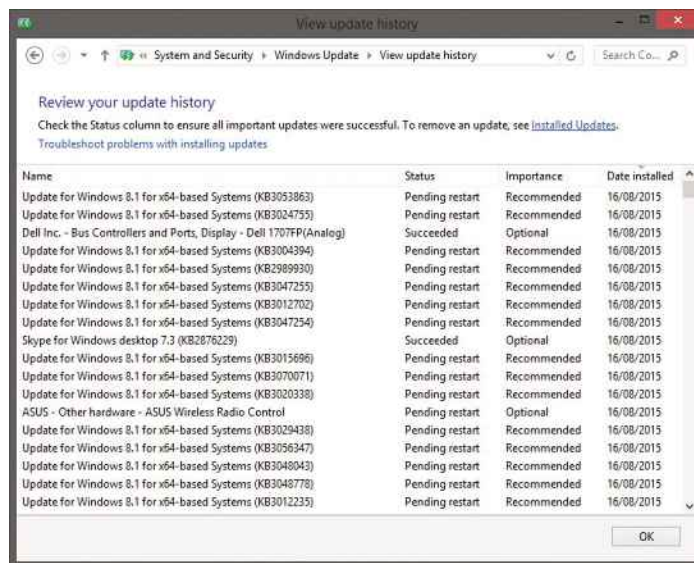 View update history
« System and Security ▸ Windows Update ▸ View update history
Search Co...
Review your update history
Check the Status column to ensure all important updates were successful. To remove an update, see Installed Updates.
Troubleshoot problems with installing updates
Name Status Importance Date installed
Update for Windows 8.1 for x64-based Systems (KB3053863) Pending restart Recommended 16/08/2015
Update for Windows 8.1 for x64-based Systems (KB3024755) Pending restart Recommended 16/08/2015
Dell Inc. - Bus Controllers and Ports, Display - Dell 1707FP(Analog) Succeeded Optional 16/08/2015
Update for Windows 8.1 for x64-based Systems (KB3004394) Pending restart Recommended 16/08/2015
Update for Windows 8.1 for x64-based Systems (KB2989930) Pending restart Recommended 16/08/2015
Update for Windows 8.1 for x64-based Systems (KB3047255) Pending restart Recommended 16/08/2015
Update for Windows 8.1 for x64-based Systems (KB3012702) Pending restart Recommended 16/08/2015
Update for Windows 8.1 for x64-based Systems (KB3047254) Pending restart Recommended 16/08/2015
Skype for Windows desktop 7.3 (KB2876229) Succeeded Optional 16/08/2015
Update for Windows 8.1 for x64-based Systems (KB3015696) Pending restart Recommended 16/08/2015
Update for Windows 8.1 for x64-based Systems (KB3070071) Pending restart Recommended 16/08/2015
Update for Windows 8.1 for x64-based Systems (KB3020338) Pending restart Recommended 16/08/2015
ASUS - Other hardware - ASUS Wireless Radio Control Pending restart Optional 16/08/2015
Update for Windows 8.1 for x64-based Systems (KB3029438) Pending restart Recommended 16/08/2015
Update for Windows 8.1 for x64-based Systems (KB3056347) Pending restart Recommended 16/08/2015
Update for Windows 8.1 for x64-based Systems (KB3048043) Pending restart Recommended 16/08/2015
Update for Windows 8.1 for x64-based Systems (KB3048778) Pending restart Recommended 16/08/2015
Update for Windows 8.1 for x64-based Systems (KB3012235) Pending restart Recommended 16/08/2015
OK